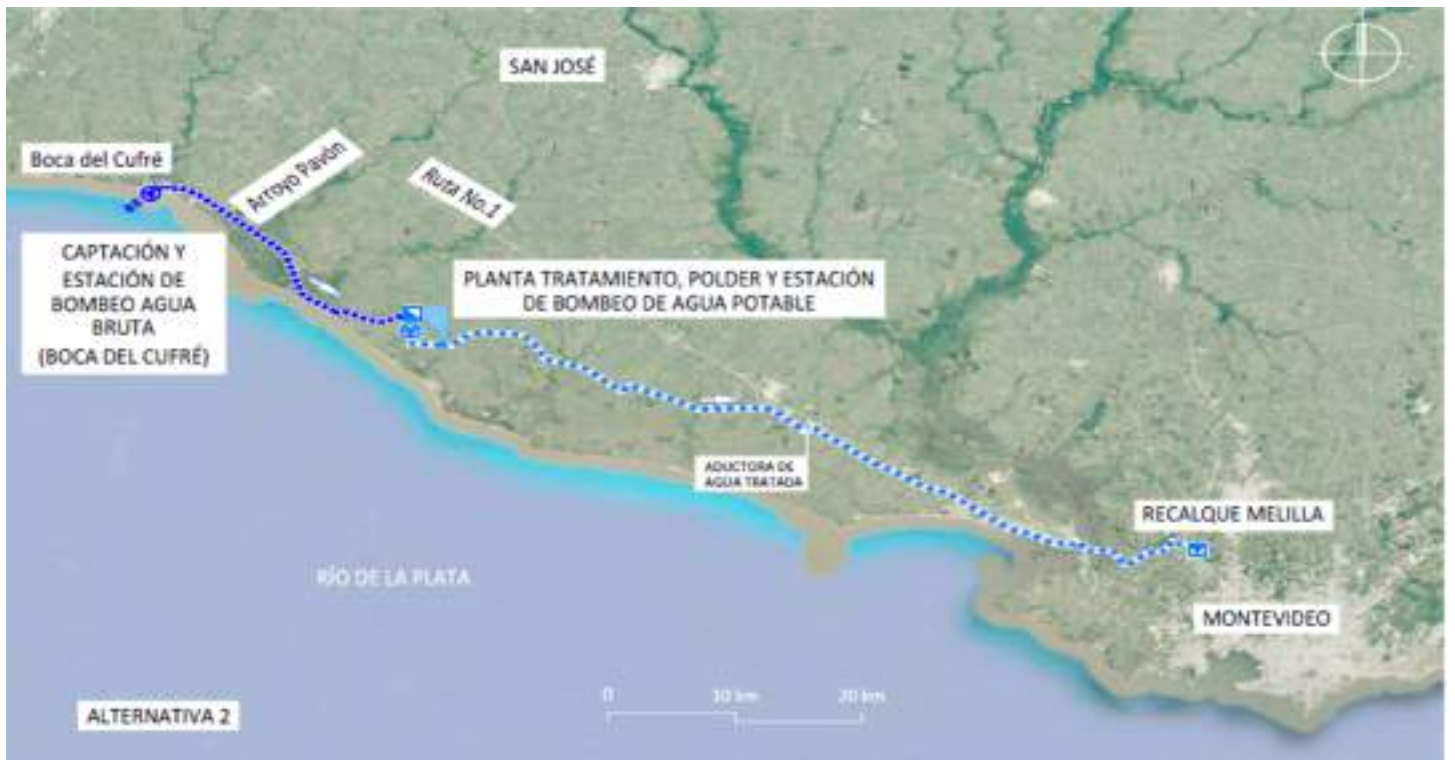 SAN JOSÉ
Boca del Cufré
Arroyo Pavón
Ruta No.1
CAPTACIÓN Y
ESTACIÓN DE
BOMBEO AGUA
BRUTA
(BOCA DEL CUFRÉ)
PLANTA TRATAMIENTO, POLDER Y ESTACIÓN
DE BOMBEO DE AGUA POTABLE
ADUCTORA DE
AGUA TRATADA
RECALQUE MELILLA
RÍO DE LA PLATA
MONTEVIDEO
0 10 km 20 km
ALTERNATIVA 2